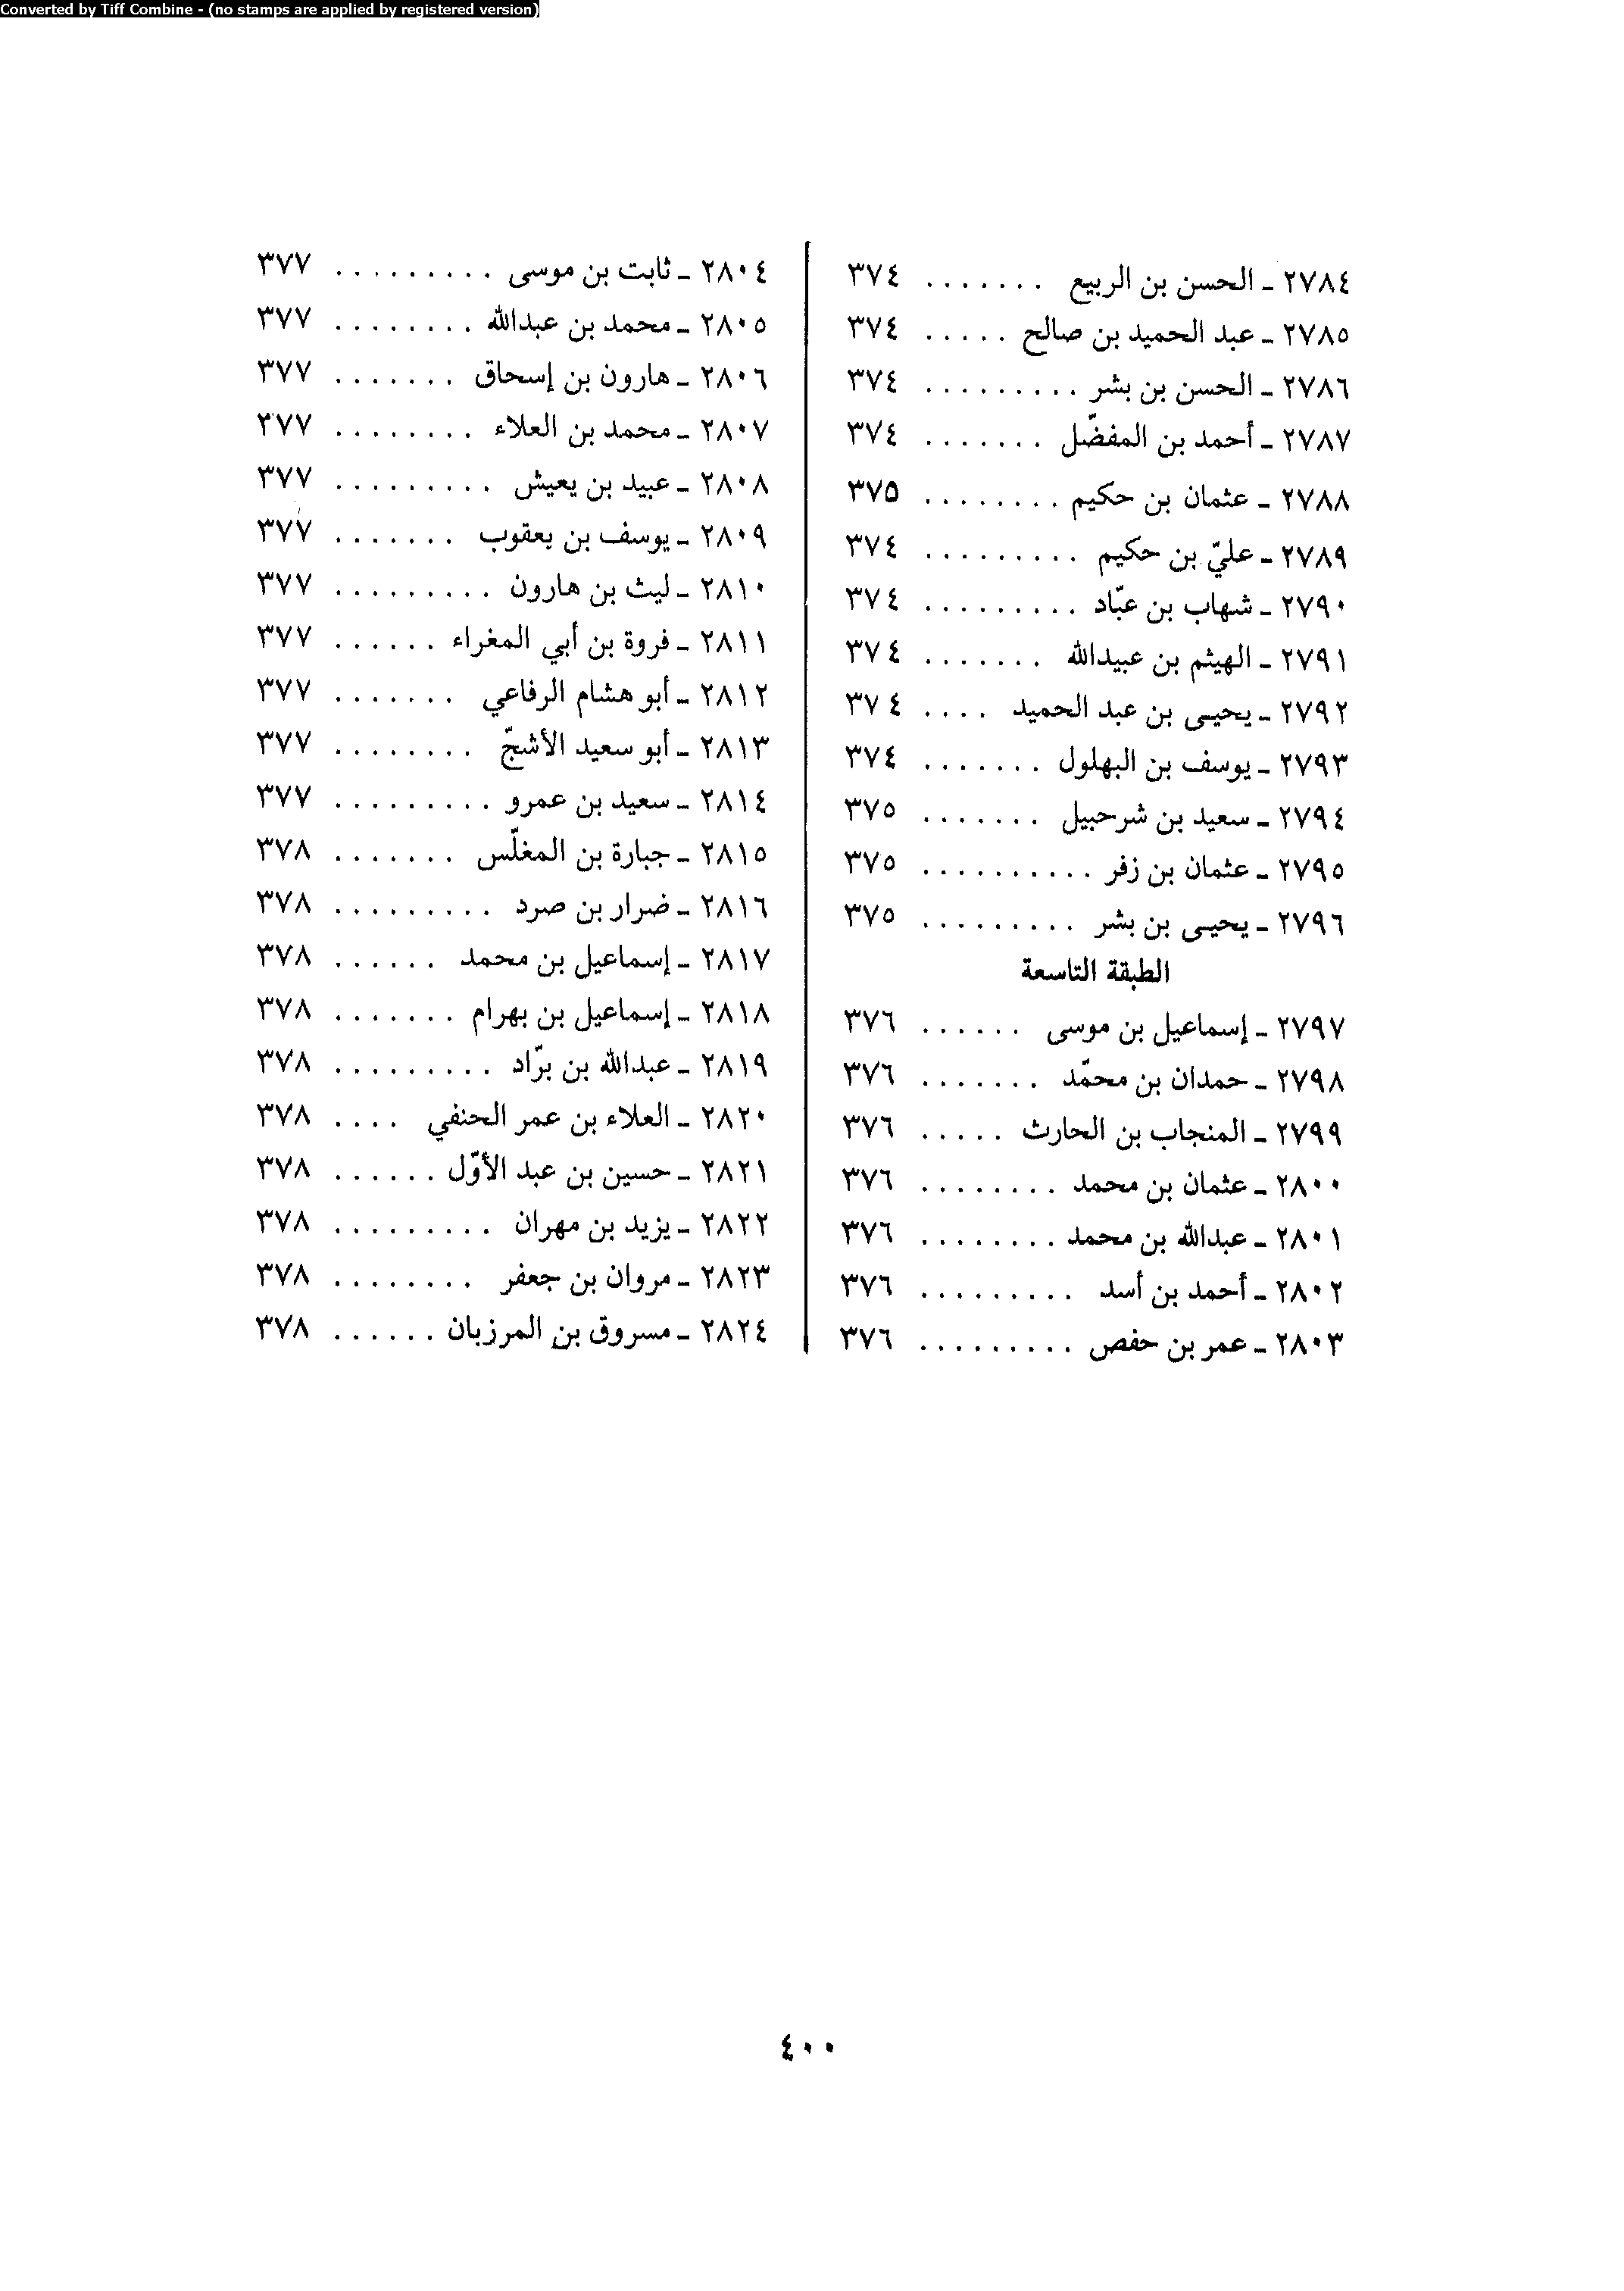 Converted by Tiff Combine - (no stamps are applied by registered version)
٢٧٨٤ ـ الحسن بن الربيع . . . . . . . ٣٧٤
٢٧٨٥ ـ عبد الحميد بن صالح . . . . . ٣٧٤
٢٧٨٦ ـ الحسن بن بشر . . . . . . . . . ٣٧٤
٢٧٨٧ ـ أحمد بن المفضّل . . . . . . . ٣٧٤
٢٧٨٨ ـ عثمان بن حكيم . . . . . . . . ٣٧٥
٢٧٨٩ ـ عليّ بن حكيم . . . . . . . . . ٣٧٤
٢٧٩٠ ـ شهاب بن عبّاد . . . . . . . . . ٣٧٤
٢٧٩١ ـ الهيثم بن عبيدالله . . . . . . . ٣٧٤
٢٧٩٢ ـ يحيى بن عبد الحميد . . . . ٣٧٤
٢٧٩٣ ـ يوسف بن البهلول . . . . . . . ٣٧٤
٢٧٩٤ ـ سعيد بن شرحبيل . . . . . . . ٣٧٥
٢٧٩٥ ـ عثمان بن زفر . . . . . . . . . . ٣٧٥
٢٧٩٦ ـ يحيى بن بشر . . . . . . . . . ٣٧٥
الطبقة التاسعة
٢٧٩٧ ـ إسماعيل بن موسى . . . . . . ٣٧٦
٢٧٩٨ ـ حمدان بن محمّد . . . . . . . ٣٧٦
٢٧٩٩ ـ المنجاب بن الحارث . . . . . ٣٧٦
٢٨٠٠ ـ عثمان بن محمد . . . . . . . . ٣٧٦
٢٨٠١ ـ عبدالله بن محمد . . . . . . . . ٣٧٦
٢٨٠٢ ـ أحمد بن أسد . . . . . . . . . ٣٧٦
٢٨٠٣ ـ عمر بن حفص . . . . . . . . . ٣٧٦
٢٨٠٤ ـ ثابت بن موسى . . . . . . . . . ٣٧٧
٢٨٠٥ ـ محمد بن عبدالله . . . . . . . . ٣٧٧
٢٨٠٦ ـ هارون بن إسحاق . . . . . . . ٣٧٧
٢٨٠٧ ـ محمد بن العلاء . . . . . . . . ٣٧٧
٢٨٠٨ ـ عبيد بن يعيش . . . . . . . . . ٣٧٧
٢٨٠٩ ـ يوسف بن يعقوب . . . . . . . ٣٧٧
٢٨١٠ ـ ليث بن هارون . . . . . . . . . ٣٧٧
٢٨١١ ـ فروة بن أبي المغراء . . . . . . ٣٧٧
٢٨١٢ ـ أبو هشام الرفاعي . . . . . . . ٣٧٧
٢٨١٣ ـ أبو سعيد الأشجّ . . . . . . . . ٣٧٧
٢٨١٤ ـ سعيد بن عمرو . . . . . . . . . ٣٧٧
٢٨١٥ ـ جبارة بن المغلّس . . . . . . . ٣٧٨
٢٨١٦ ـ ضرار بن صرد . . . . . . . . . ٣٧٨
٢٨١٧ ـ إسماعيل بن محمد . . . . . . ٣٧٨
٢٨١٨ ـ إسماعيل بن بهرام . . . . . . . ٣٧٨
٢٨١٩ ـ عبدالله بن برّاد . . . . . . . . . ٣٧٨
٢٨٢٠ ـ العلاء بن عمر الحنفي . . . . ٣٧٨
٢٨٢١ ـ حسين بن عبد الأوّل . . . . . . ٣٧٨
٢٨٢٢ ـ يزيد بن مهران . . . . . . . . . ٣٧٨
٢٨٢٣ ـ مروان بن جعفر . . . . . . . . ٣٧٨
٢٨٢٤ ـ مسروق بن المرزبان . . . . . . ٣٧٨
٤٠٠